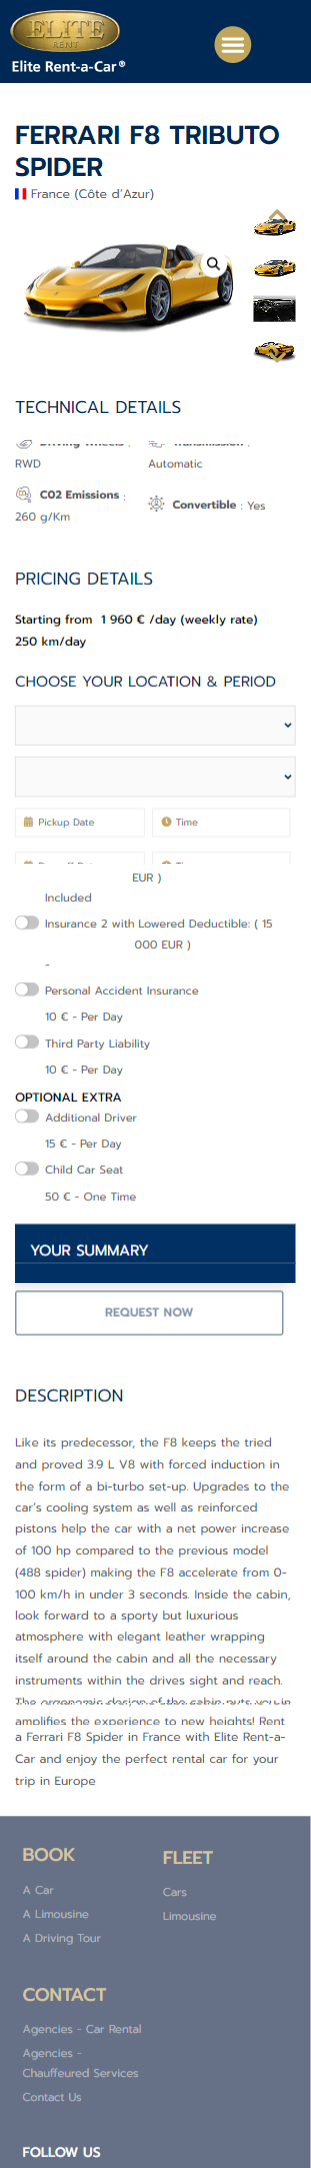 ELITE
RENT
Elite Rent-a-Car®
FERRARI F8 TRIBUTO
SPIDER
France (Côte d'Azur)
TECHNICAL DETAILS
Driving Wheels : Transmission :
RWD Automatic
CO2 Emissions :
260 g/Km
Convertible : Yes
PRICING DETAILS
Starting from 1 960 € /day (weekly rate)
250 km/day
CHOOSE YOUR LOCATION & PERIOD
Pickup Date Time
EUR )
Included
Insurance 2 with Lowered Deductible: ( 15
000 EUR )
-
Personal Accident Insurance
10 € - Per Day
Third Party Liability
10 € - Per Day
OPTIONAL EXTRA
Additional Driver
15 € - Per Day
Child Car Seat
50 € - One Time
YOUR SUMMARY
REQUEST NOW
DESCRIPTION
Like its predecessor, the F8 keeps the tried
and proved 3.9 L V8 with forced induction in
the form of a bi-turbo set-up. Upgrades to the
car's cooling system as well as reinforced
pistons help the car with a net power increase
of 100 hp compared to the previous model
(488 spider) making the F8 accelerate from 0-
100 km/h in under 3 seconds. Inside the cabin,
look forward to a sporty but luxurious
atmosphere with elegant leather wrapping
itself around the cabin and all the necessary
instruments within the drives sight and reach.
amplifies the experience to new heights! Rent
a Ferrari F8 Spider in France with Elite Rent-a-
Car and enjoy the perfect rental car for your
trip in Europe
BOOK
A Car
A Limousine
A Driving Tour
FLEET
Cars
Limousine
CONTACT
Agencies - Car Rental
Agencies -
Chauffeured Services
Contact Us
FOLLOW US